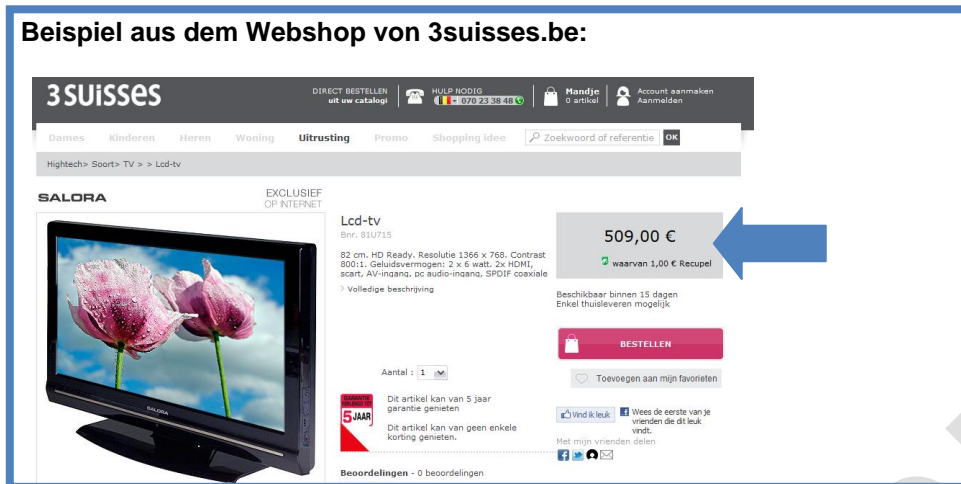 Beispiel aus dem Webshop von 3suisses.be:
3SUiSSES
DIRECT BESTELLEN
uit uw catalogi
HULP NODIG
070 23 38 48
Mandje
0 artikel
Account aanmaken
Aanmelden
Dames Kinderen Heren Woning Uitrusting Promo Shopping idee Zoekwoord of referentie OK
Hightech> Soort> TV > > Lcd-tv
SALORA
EXCLUSIEF
OP INTERNET
Lcd-tv
Bnr. 81U715
82 cm. HD Ready. Resolutie 1366 x 768. Contrast
800:1. Geluidsvermogen: 2 x 6 watt. 2x HDMI,
scart, AV-ingang, pc audio-ingang, SPDIF coaxiale
> Volledige beschrijving
509,00 €
waarvan 1,00 € Recupel
Beschikbaar binnen 15 dagen
Enkel thuisleveren mogelijk
BESTELLEN
Toevoegen aan mijn favorieten
Aantal : 1
GARANTIE
5 JAAR
Dit artikel kan van 5 jaar
garantie genieten
Dit artikel kan van geen enkele
korting genieten.
Vind ik leuk
Wees de eerste van je
vrienden die dit leuk
vindt.
Met mijn vrienden delen
SALORA
Beoordelingen - 0 beoordelingen